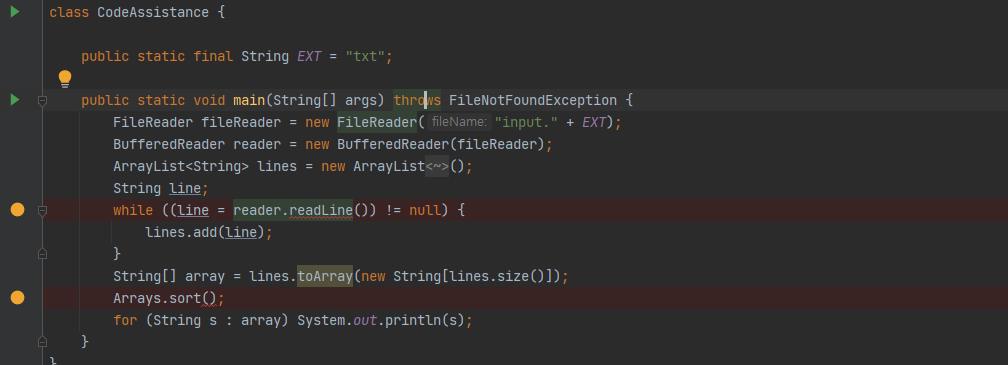 class CodeAssistance {
public static final String EXT = "txt";
public static void main(String[] args) throws FileNotFoundException {
FileReader fileReader = new FileReader( fileName: "input." + EXT);
BufferedReader reader = new BufferedReader(fileReader);
ArrayList<String> lines = new ArrayList<~>();
String line;
while ((line = reader.readLine()) != null) {
lines.add(line);
}
String[] array = lines.toArray(new String[lines.size()]);
Arrays.sort();
for (String s : array) System.out.println(s);
}
}